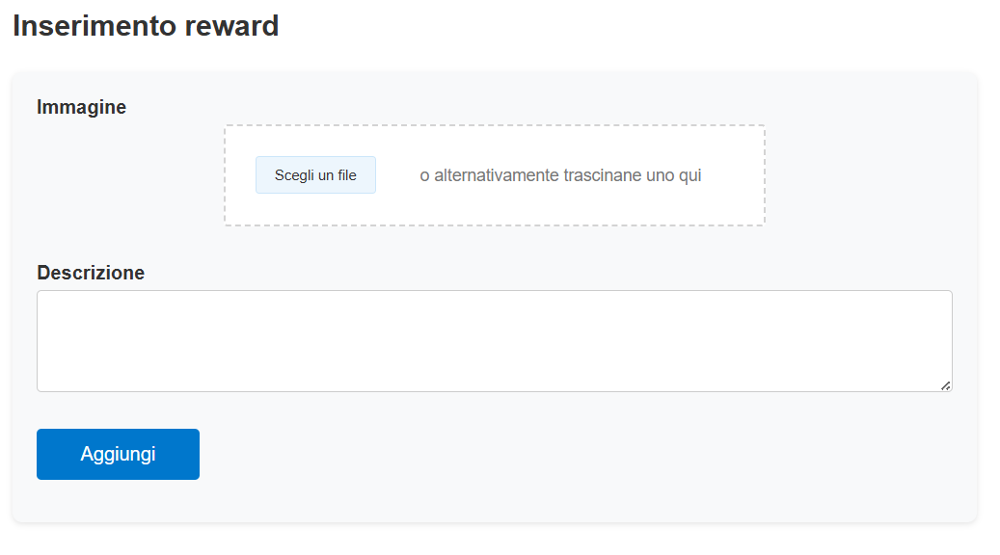 Inserimento reward
Immagine
Scegli un file o alternativamente trascinane uno qui
Descrizione
Aggiungi